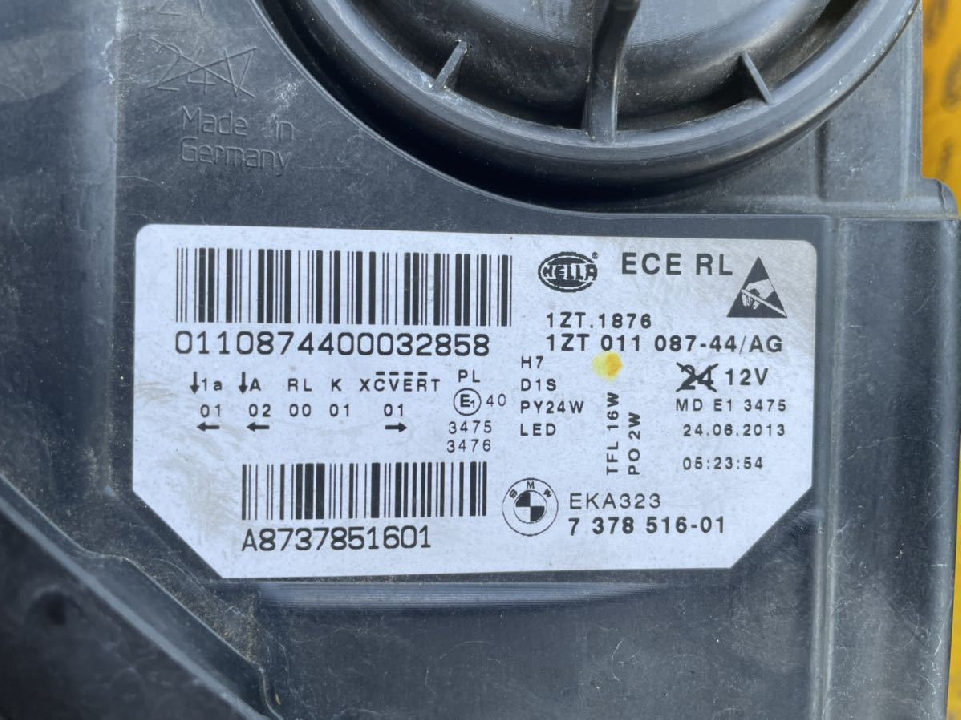 24V
Made in
Germany
HELLA
ECE RL
0110874400032858
1ZT.1876
1ZT 011 087-44/AG
↓1a ↓A RL K XCVERT PL
01 02 00 01 01 E1 40
← ← → 3475
3476
H7
D1S
PY24W
LED
TFL 16W
PO 2W
24 12V
MD E1 3475
24.06.2013
05:23:54
A8737851601
BMW
EKA323
7 378 516-01